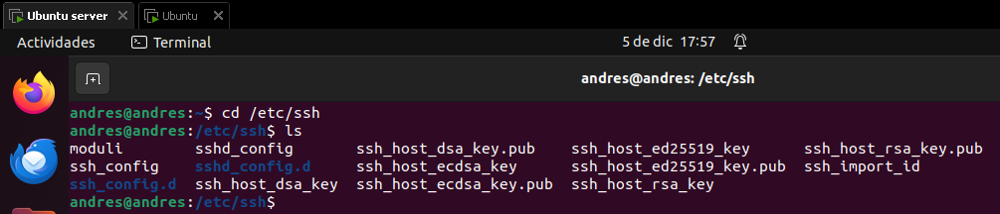 Ubuntu server × Ubuntu ×
Actividades Terminal 5 de dic 17:57
andres@andres: /etc/ssh
andres@andres:~$ cd /etc/ssh
andres@andres:/etc/ssh$ ls
moduli sshd_config ssh_host_dsa_key.pub ssh_host_ed25519_key ssh_host_rsa_key.pub
ssh_config sshd_config.d ssh_host_ecdsa_key ssh_host_ed25519_key.pub ssh_import_id
ssh_config.d ssh_host_dsa_key ssh_host_ecdsa_key.pub ssh_host_rsa_key
andres@andres:/etc/ssh$